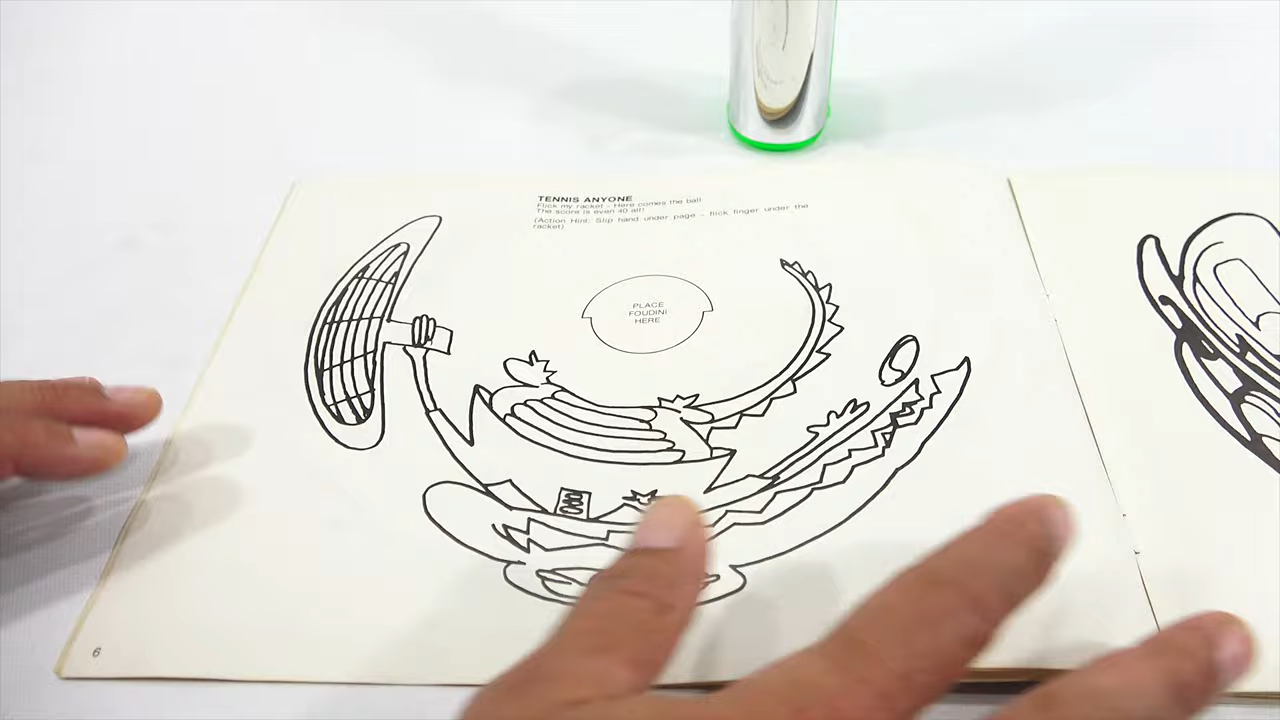 TENNIS ANYONE
Flick my racket - Here comes the ball
The score is even 40 all!
(Action Hint: Slip hand under page - flick finger under the
racket)
PLACE
FOUDINI
HERE
6